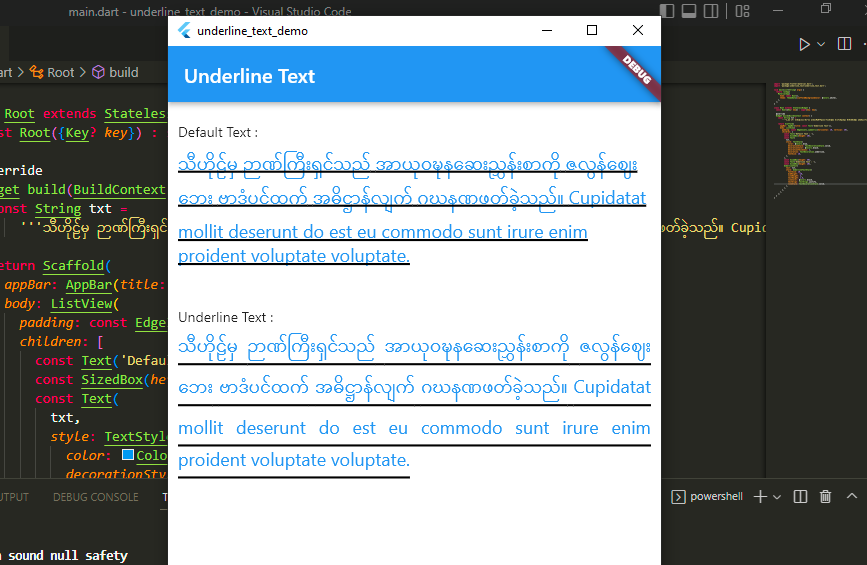 main.dart - underline_text_demo - Visual Studio Code
underline_text_demo
art > Root > build
Underline Text
DEBUG
Root extends Stateles
Root({Key? key}) :
erride
get build(BuildContext
const String txt =
'''သီဟိုဠ်မှ ဉာဏ်ကြီးရှင်
ဖတ်ခဲ့သည်။ Cupid
return Scaffold(
appBar: AppBar(title:
body: ListView(
padding: const Edge
children: [
const Text('Defau
const SizedBox(he
const Text(
txt,
style: TextStyle
color: Colo
decorationSty
Default Text :
သီဟိုဠ်မှ ဉာဏ်ကြီးရှင်သည် အာယုဝဍ္ဎနဆေးညွှန်းစာကို ဇလွန်ဈေး
ဘေး ဗာဒံပင်ထက် အဓိဋ္ဌာန်လျက် ဂဃနဏဖတ်ခဲ့သည်။ Cupidatat
mollit deserunt do est eu commodo sunt irure enim
proident voluptate voluptate.
Underline Text :
သီဟိုဠ်မှ ဉာဏ်ကြီးရှင်သည် အာယုဝဍ္ဎနဆေးညွှန်းစာကို ဇလွန်ဈေး
ဘေး ဗာဒံပင်ထက် အဓိဋ္ဌာန်လျက် ဂဃနဏဖတ်ခဲ့သည်။ Cupidatat
mollit deserunt do est eu commodo sunt irure enim
proident voluptate voluptate.
UTPUT DEBUG CONSOLE T
powershell
sound null safety